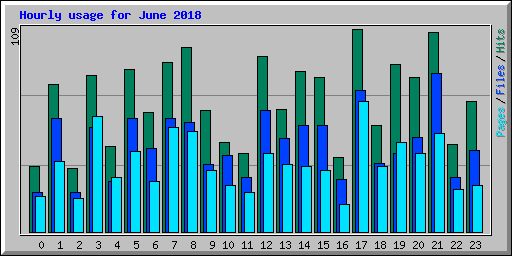 Hourly usage for June 2018
109
Pages/Files/Hits
0 1 2 3 4 5 6 7 8 9 10 11 12 13 14 15 16 17 18 19 20 21 22 23